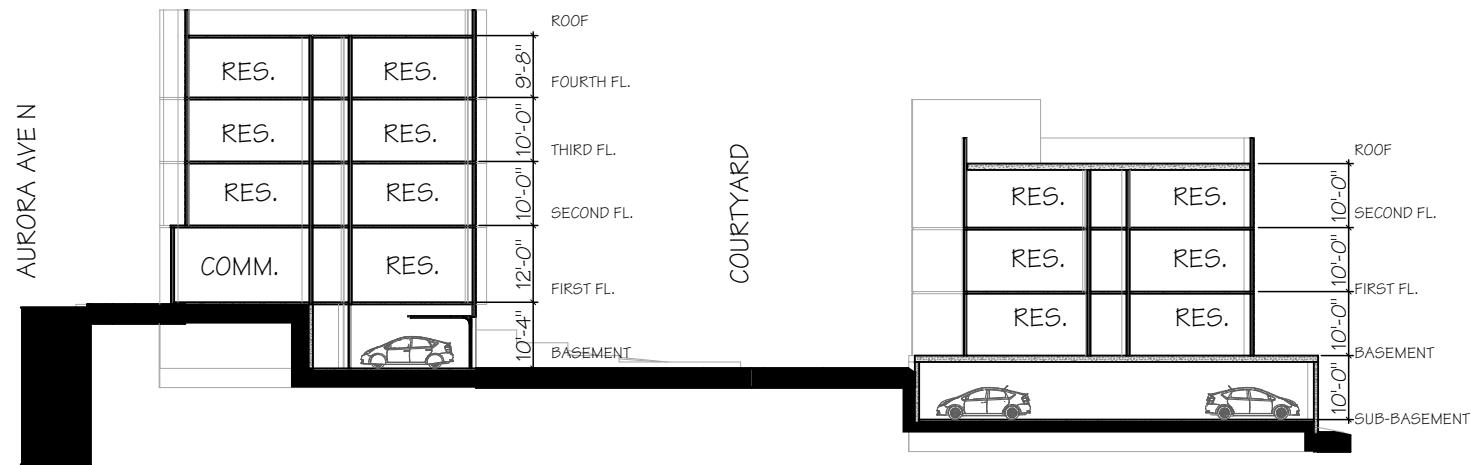 AURORA AVE N
ROOF
RES.
RES.
9'-8"
FOURTH FL.
RES.
RES.
10'-0"
THIRD FL.
RES.
RES.
10'-0"
SECOND FL.
COMM.
RES.
12'-0"
FIRST FL.
10'-4"
BASEMENT
COURTYARD
ROOF
RES.
RES.
10'-0"
SECOND FL.
RES.
RES.
10'-0"
FIRST FL.
RES.
RES.
10'-0"
BASEMENT
10'-0"
SUB-BASEMENT